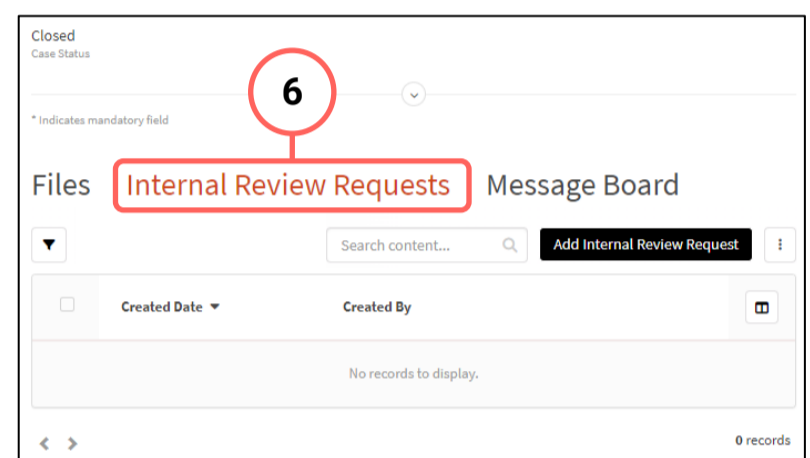 Closed
Case Status
6
* Indicates mandatory field
Files Internal Review Requests Message Board
Search content... Add Internal Review Request
Created Date Created By
No records to display.
0 records